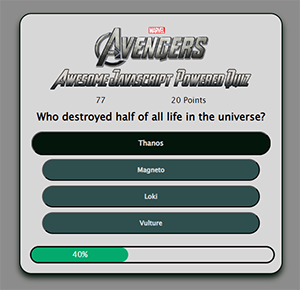 MARVEL
AVENGERS
Awesome Javascript Powered Quiz
77 20 Points
Who destroyed half of all life in the universe?
Thanos
Magneto
Loki
Vulture
40%